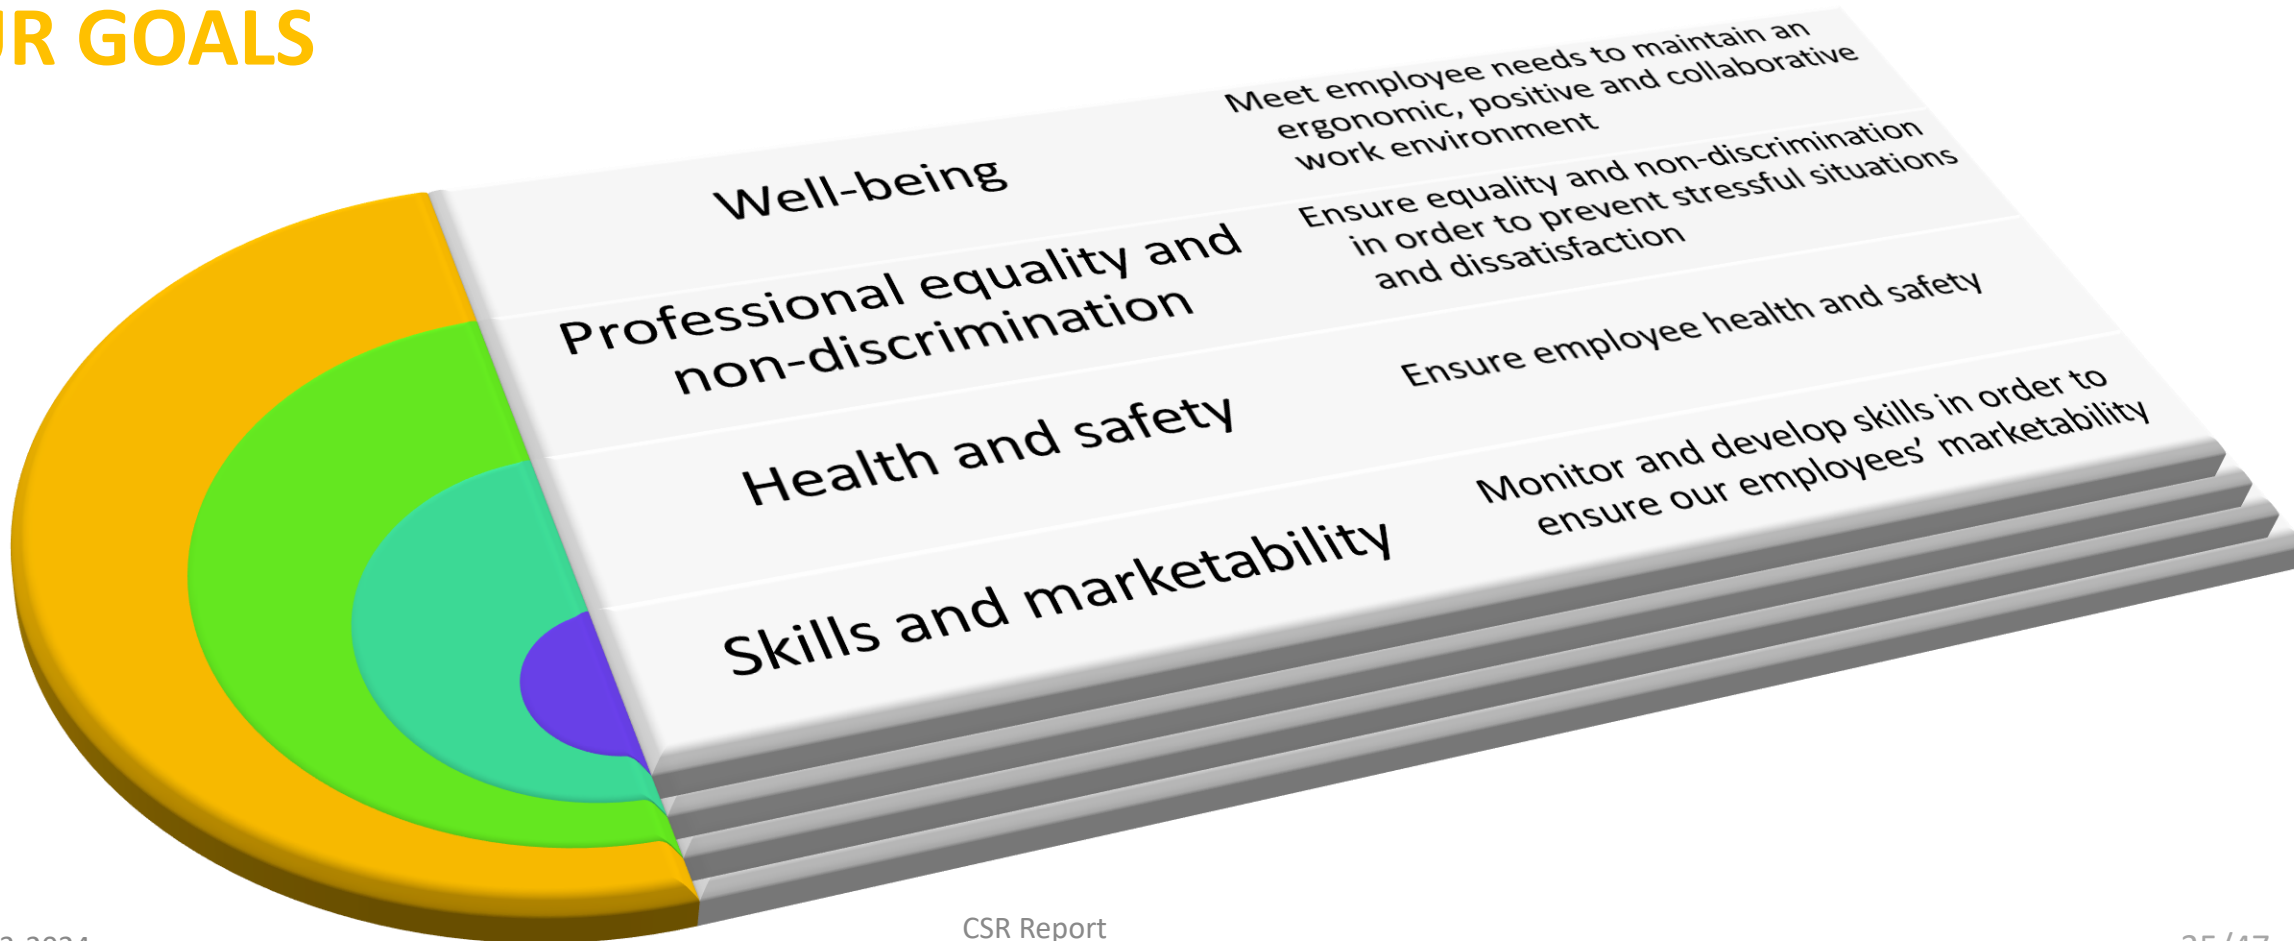 GOALS
Well-being
Meet employee needs to maintain an
ergonomic, positive and collaborative
work environment
Professional equality and
non-discrimination
Ensure equality and non-discrimination
in order to prevent stressful situations
and dissatisfaction
Health and safety
Ensure employee health and safety
Skills and marketability
Monitor and develop skills in order to
ensure our employees’ marketability
CSR Report